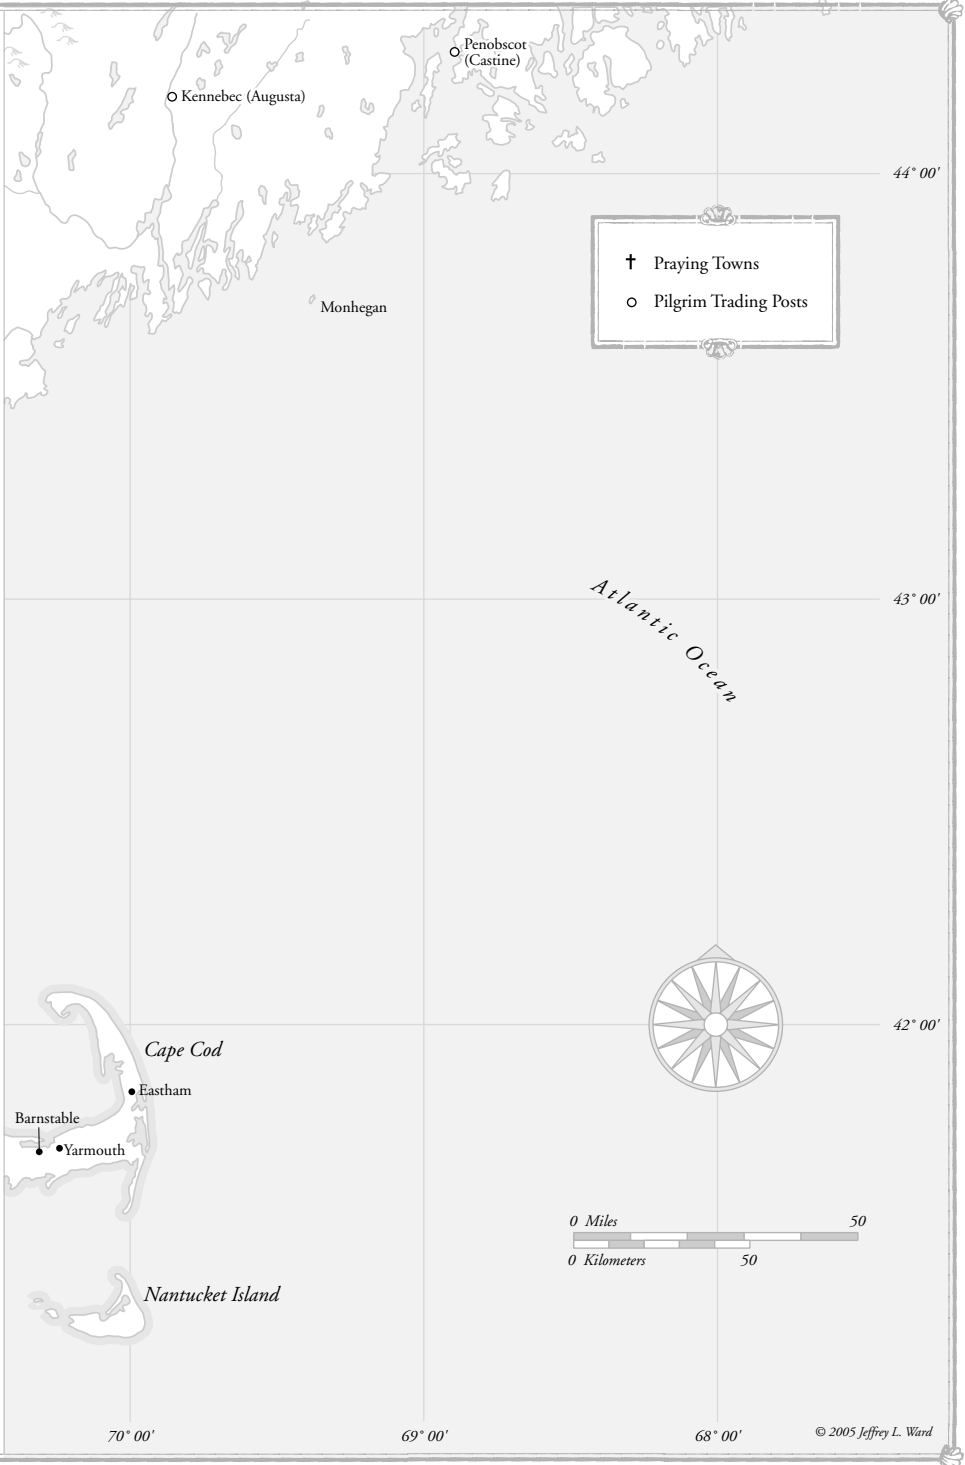 Penobscot
(Castine)
Kennebec (Augusta)
44° 00'
† Praying Towns
Pilgrim Trading Posts
Monhegan
Atlantic Ocean
43° 00'
42° 00'
Cape Cod
Eastham
Barnstable
Yarmouth
0 Miles 50
0 Kilometers 50
Nantucket Island
70° 00' 69° 00' 68° 00'
© 2005 Jeffrey L. Ward